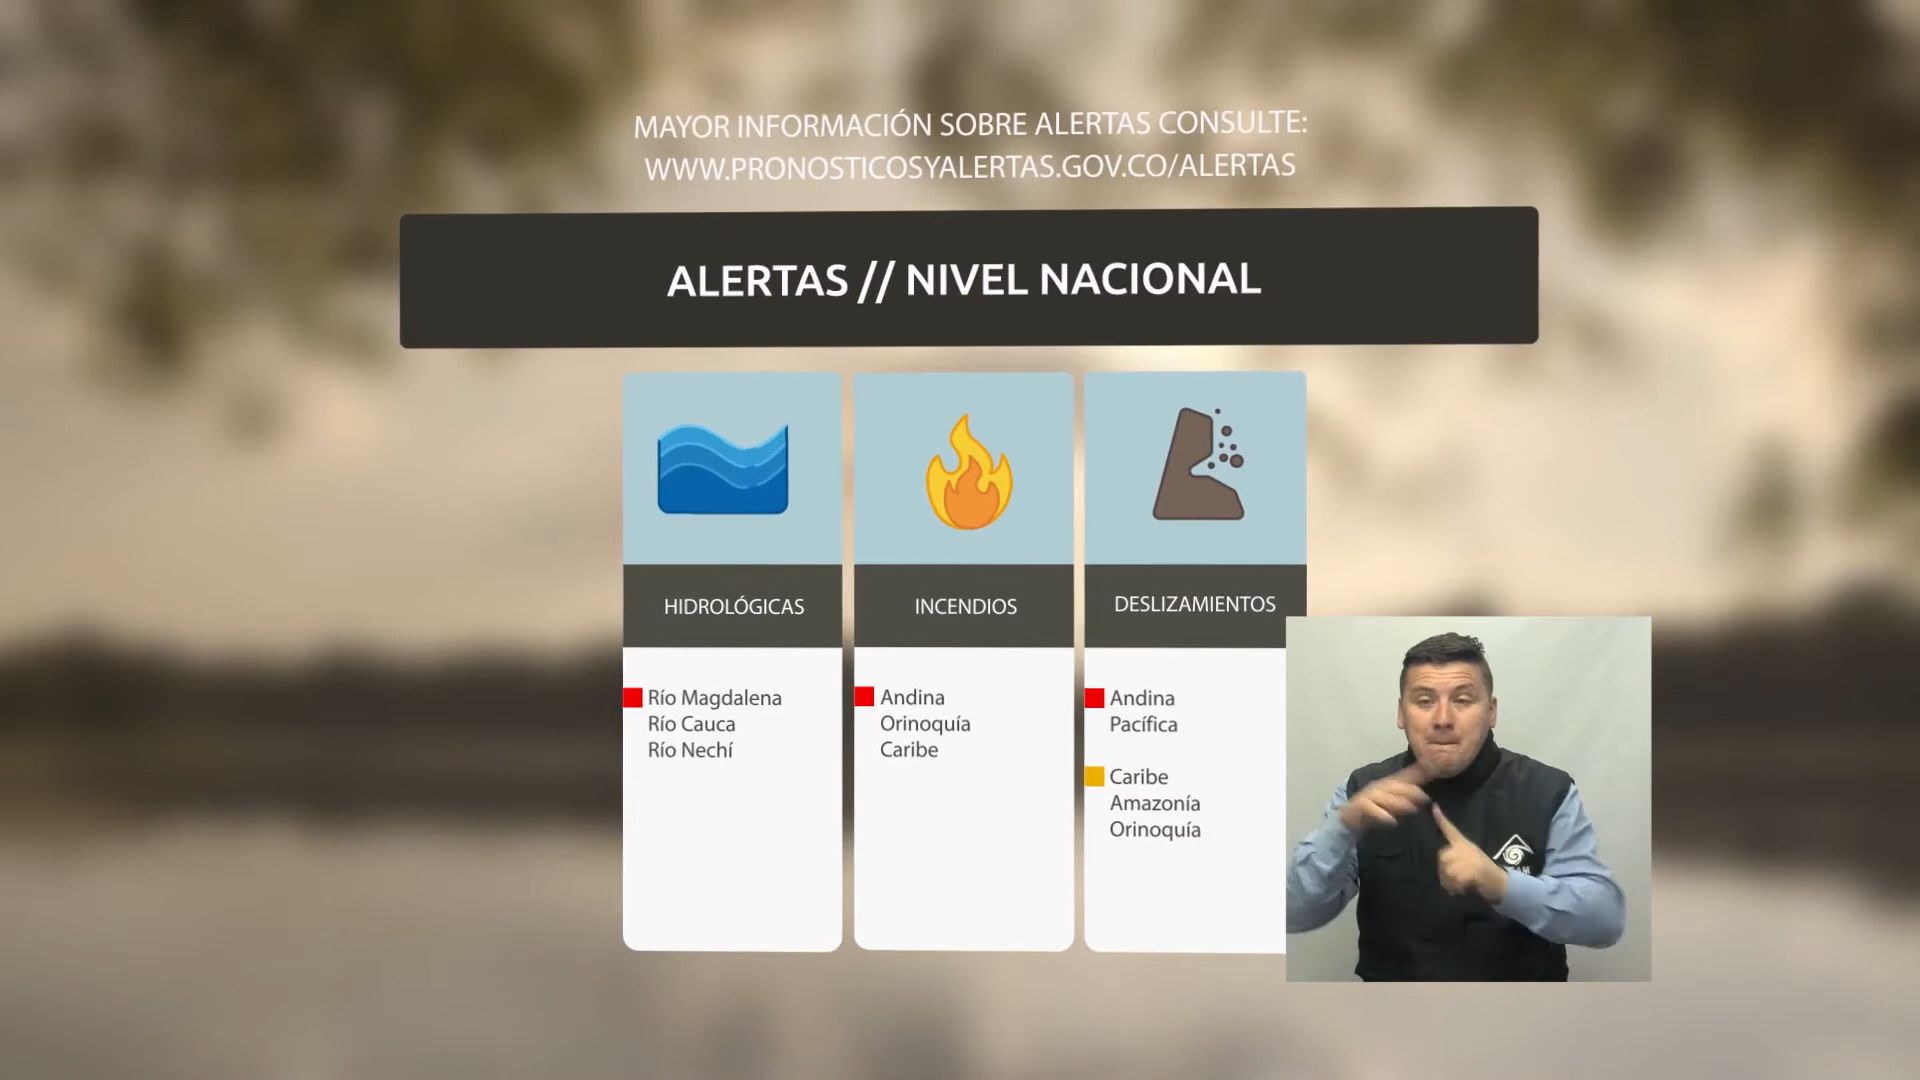 MAYOR INFORMACIÓN SOBRE ALERTAS CONSULTE:
WWW.PRONOSTICOSYALERTAS.GOV.CO/ALERTAS
ALERTAS // NIVEL NACIONAL
HIDROLÓGICAS
Río Magdalena
Río Cauca
Río Nechí
INCENDIOS
Andina
Orinoquía
Caribe
DESLIZAMIENTOS
Andina
Pacífica
Caribe
Amazonía
Orinoquía